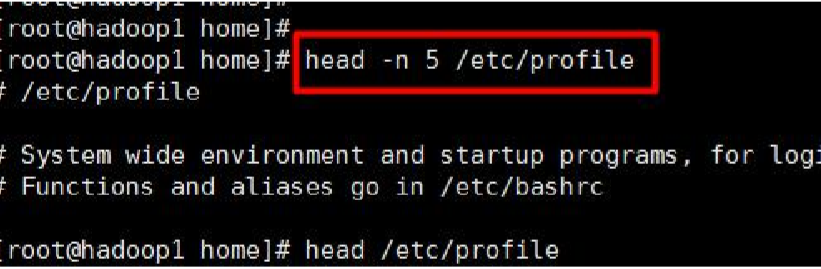 [root@hadoop1 home]#
[root@hadoop1 home]# head -n 5 /etc/profile
# /etc/profile
# System wide environment and startup programs, for logi
# Functions and aliases go in /etc/bashrc
[root@hadoop1 home]# head /etc/profile